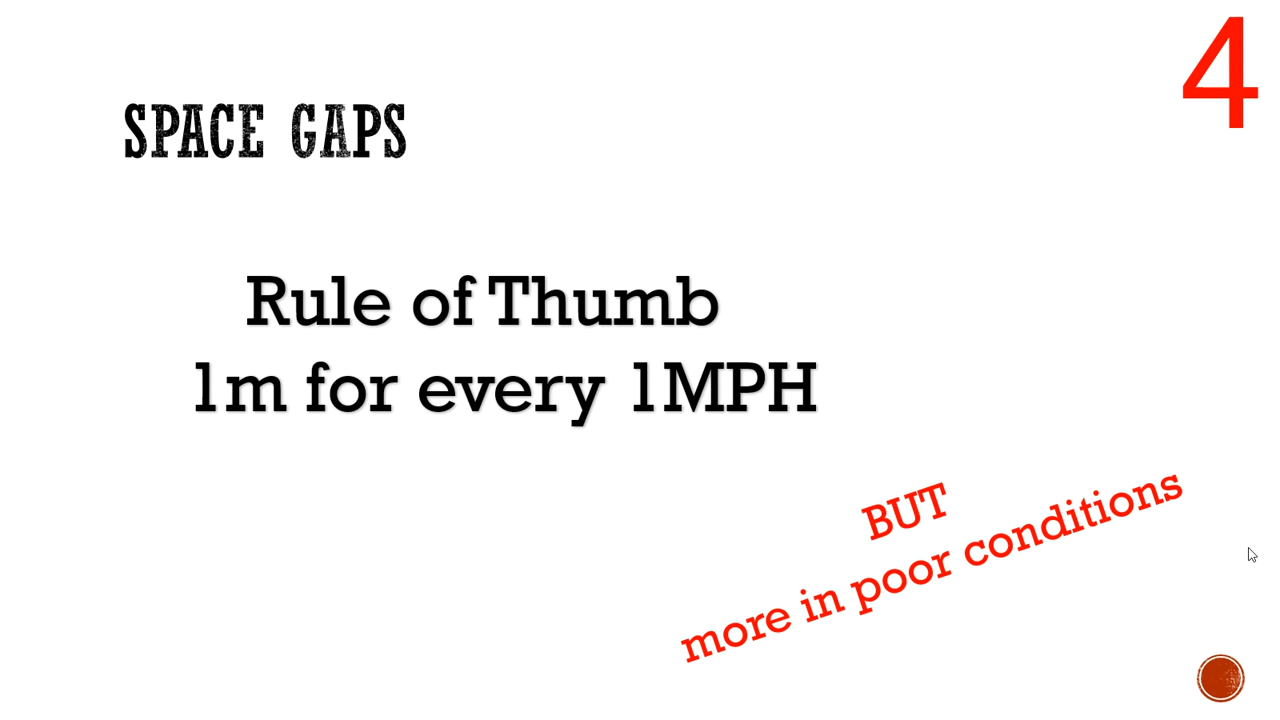 4
SPACE GAPS
Rule of Thumb
1m for every 1MPH
BUT
more in poor conditions